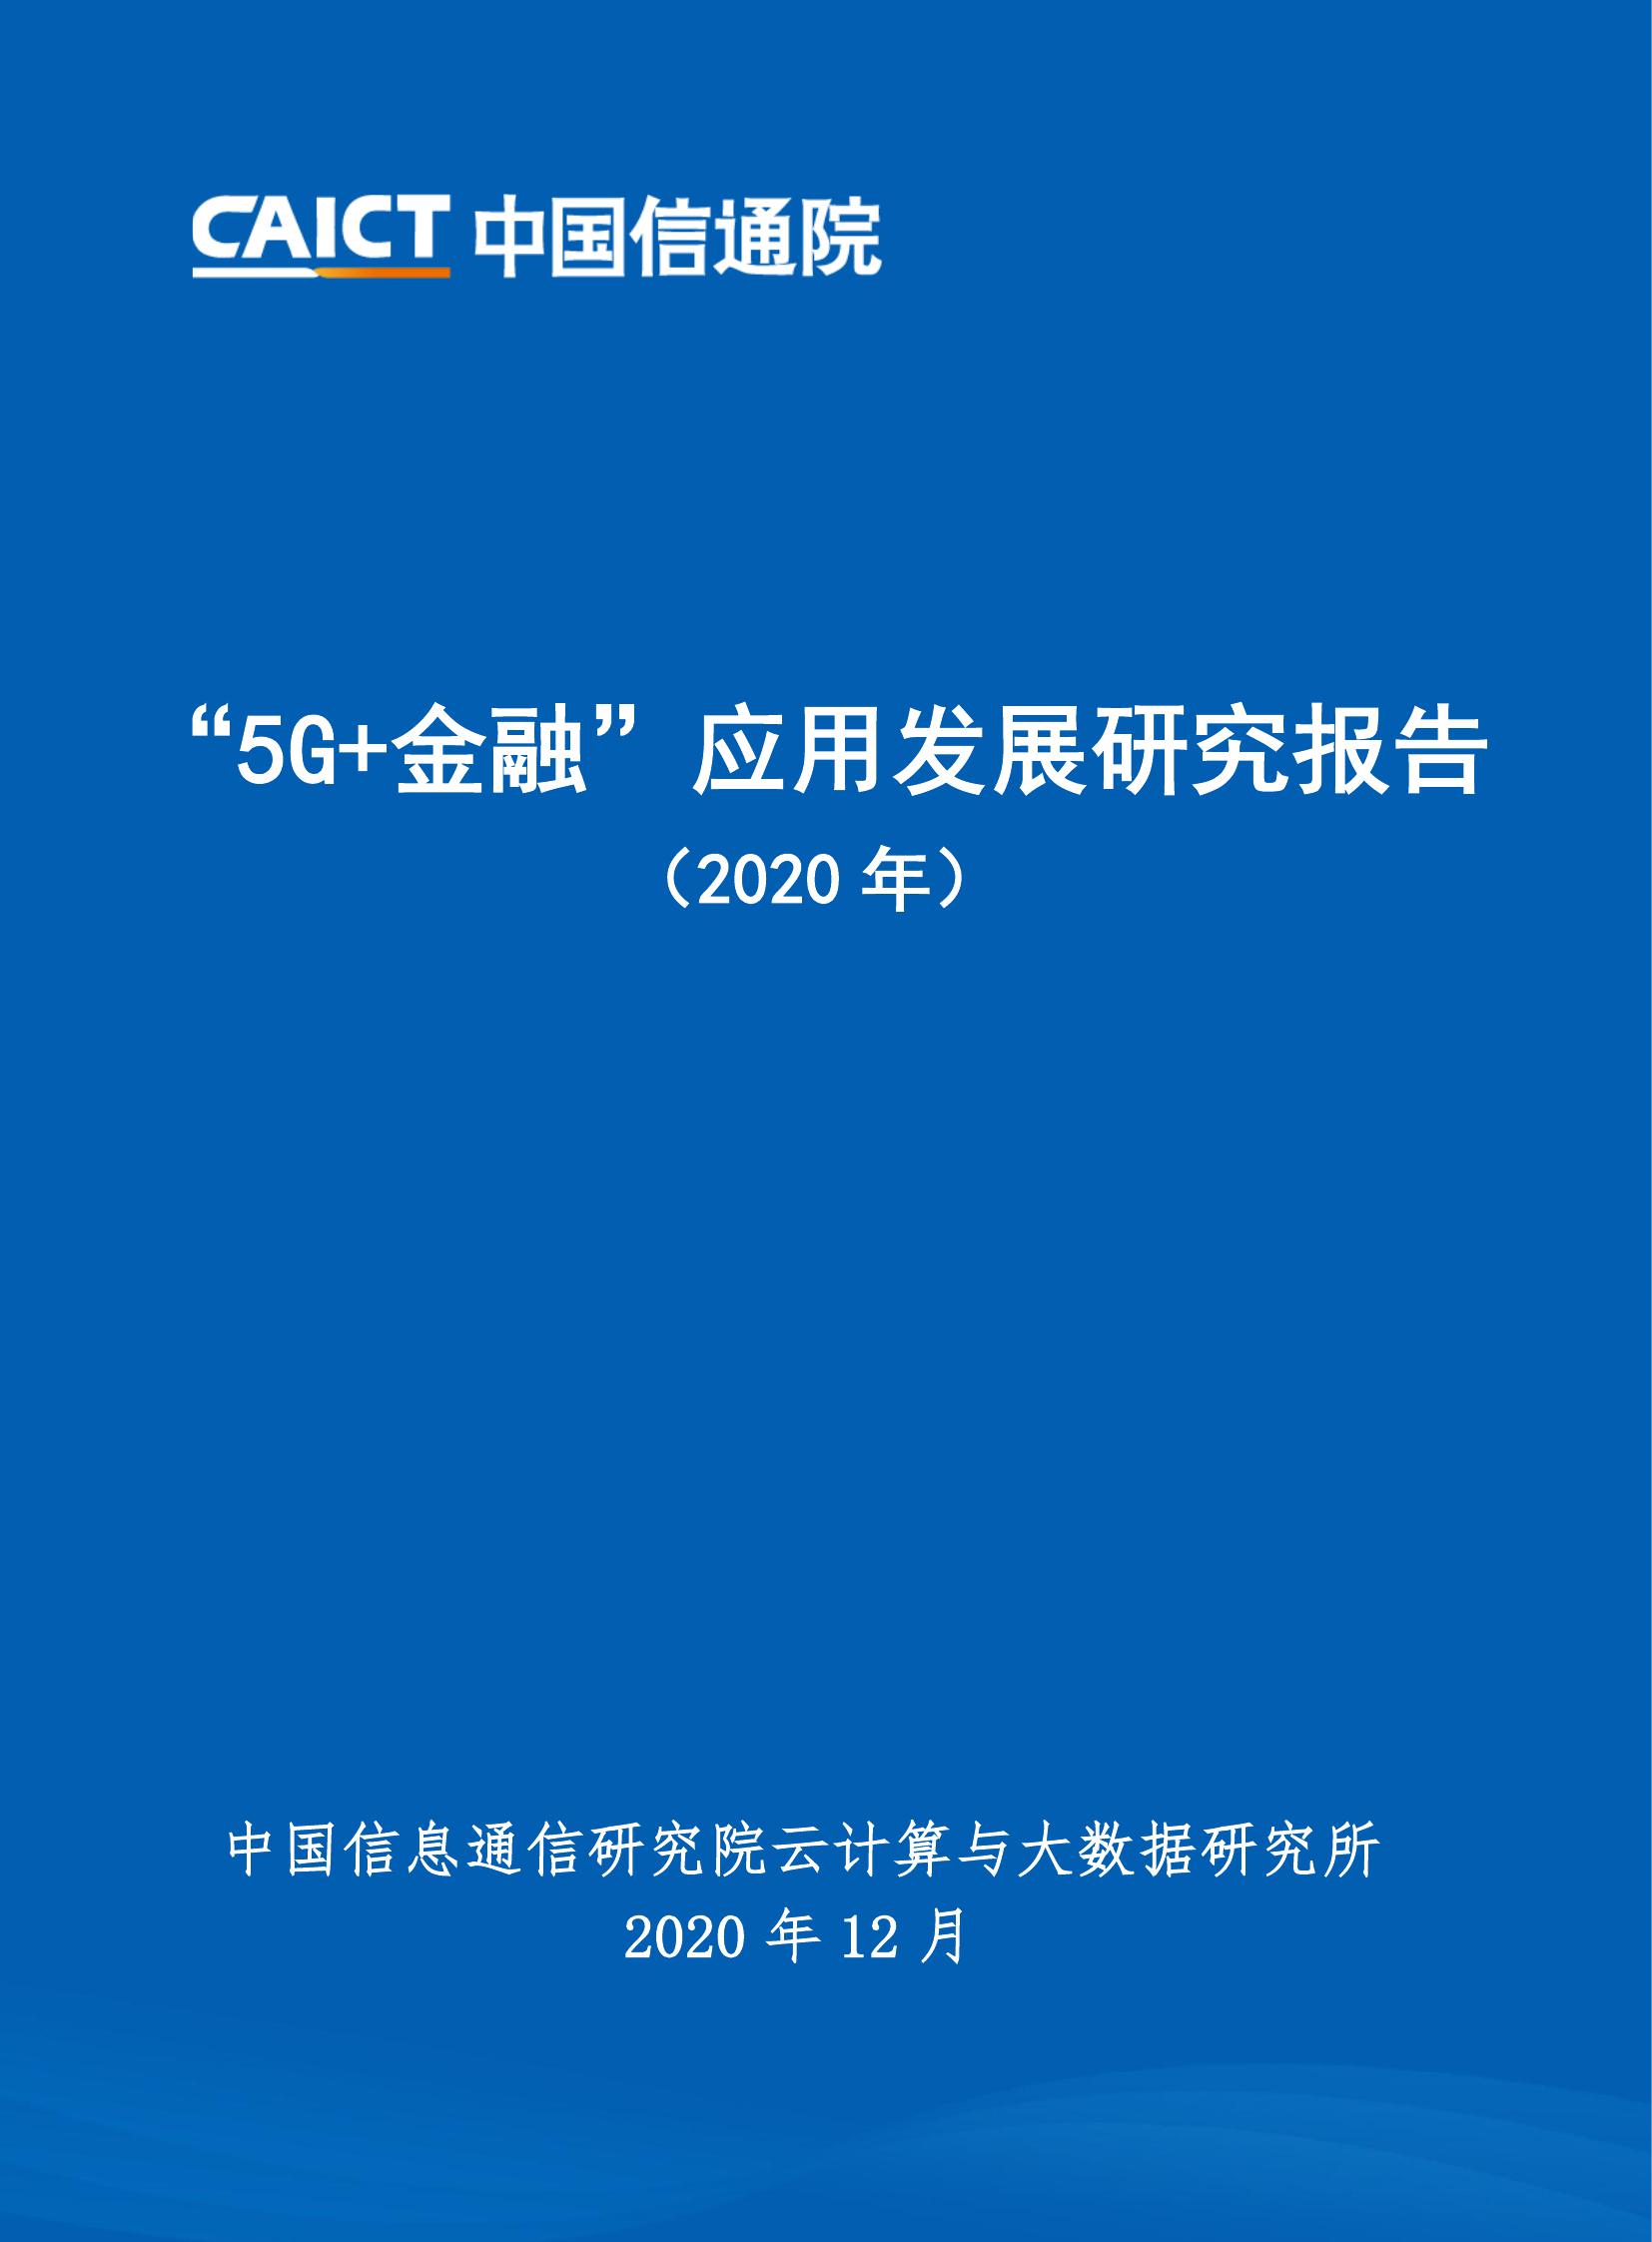 CAICT 中国信通院
“5G+金融”应用发展研究报告
（2020 年）
中国信息通信研究院云计算与大数据研究所
2020 年 12 月